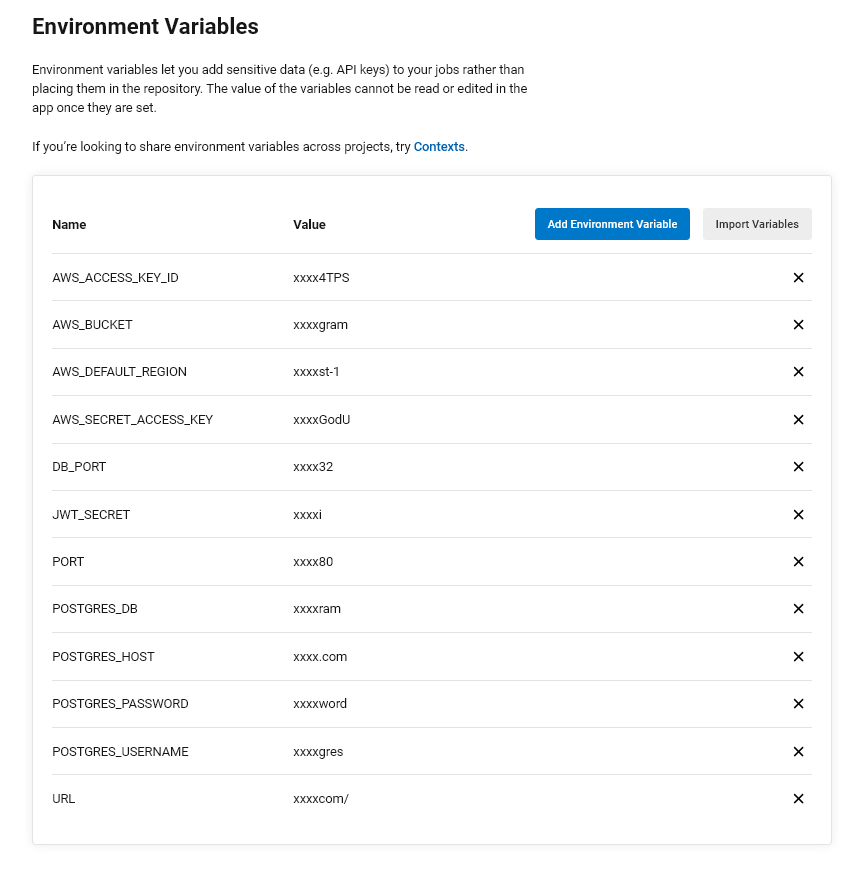 Environment Variables
Environment variables let you add sensitive data (e.g. API keys) to your jobs rather than
placing them in the repository. The value of the variables cannot be read or edited in the
app once they are set.
If you're looking to share environment variables across projects, try Contexts.
Name Value Add Environment Variable Import Variables
AWS_ACCESS_KEY_ID xxxx4TPS
AWS_BUCKET xxxxgram
AWS_DEFAULT_REGION xxxxst-1
AWS_SECRET_ACCESS_KEY xxxxGodU
DB_PORT xxxx32
JWT_SECRET xxxxi
PORT xxxx80
POSTGRES_DB xxxxram
POSTGRES_HOST xxxx.com
POSTGRES_PASSWORD xxxxword
POSTGRES_USERNAME xxxxgres
URL xxxxcom/